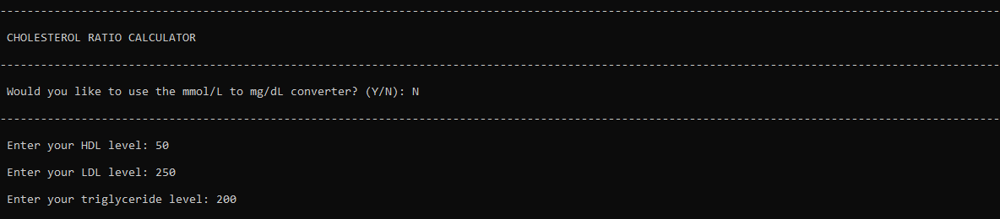 CHOLESTEROL RATIO CALCULATOR
Would you like to use the mmol/L to mg/dL converter? (Y/N): N
Enter your HDL level: 50
Enter your LDL level: 250
Enter your triglyceride level: 200